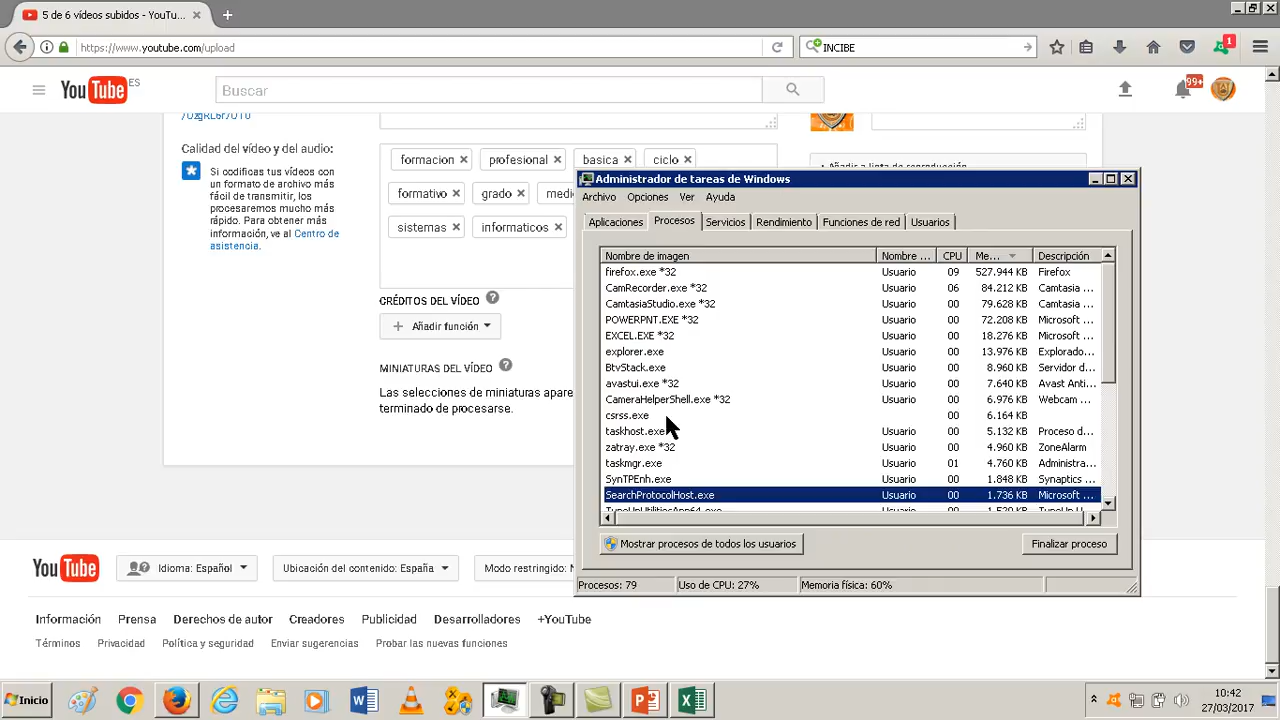 5 de 6 vídeos subidos - YouTu...
https://www.youtube.com/upload
INCIBE
1
YouTube ES
Buscar
99+
Calidad del vídeo y del audio:
Si codificas tus vídeos
con un formato de archivo más
fácil de transmitir, los
procesaremos mucho más
rápido. Para obtener más
información, ve al Centro de
asistencia.
formacion
profesional
basica
ciclo
formativo
grado
sistemas
informaticos
CRÉDITOS DEL VÍDEO
Añadir función
MINIATURAS DEL VÍDEO
Las selecciones de miniaturas apare
terminado de procesarse.
Administrador de tareas de Windows
Archivo Opciones Ver Ayuda
Aplicaciones Procesos Servicios Rendimiento Funciones de red Usuarios
Nombre de imagen Nombre ... CPU Me... Descripción
firefox.exe *32 Usuario 09 527.944 KB Firefox
CamRecorder.exe *32 Usuario 06 84.212 KB Camtasia ...
CamtasiaStudio.exe *32 Usuario 00 79.628 KB Camtasia ...
POWERPNT.EXE *32 Usuario 00 72.208 KB Microsoft ...
EXCEL.EXE *32 Usuario 00 18.276 KB Microsoft ...
explorer.exe Usuario 00 13.976 KB Explorado...
BtvStack.exe Usuario 00 8.960 KB Servidor d...
avastui.exe *32 Usuario 00 7.640 KB Avast Anti...
CameraHelperShell.exe *32 Usuario 00 6.976 KB Webcam ...
csrss.exe 00 6.164 KB
taskhost.exe Usuario 00 5.132 KB Proceso d...
zatray.exe *32 Usuario 00 4.960 KB ZoneAlarm
taskmgr.exe Usuario 01 4.760 KB Administra...
SynTPEnh.exe Usuario 00 1.848 KB Synaptics ...
SearchProtocolHost.exe Usuario 00 1.736 KB Microsoft ...
Mostrar procesos de todos los usuarios
Finalizar proceso
Procesos: 79 Uso de CPU: 27% Memoria física: 60%
YouTube
Idioma: Español
Ubicación del contenido: España
Modo restringido:
Información Prensa Derechos de autor Creadores Publicidad Desarrolladores +YouTube
Términos Privacidad Política y seguridad Enviar sugerencias Probar las nuevas funciones
Inicio
10:42
27/03/2017